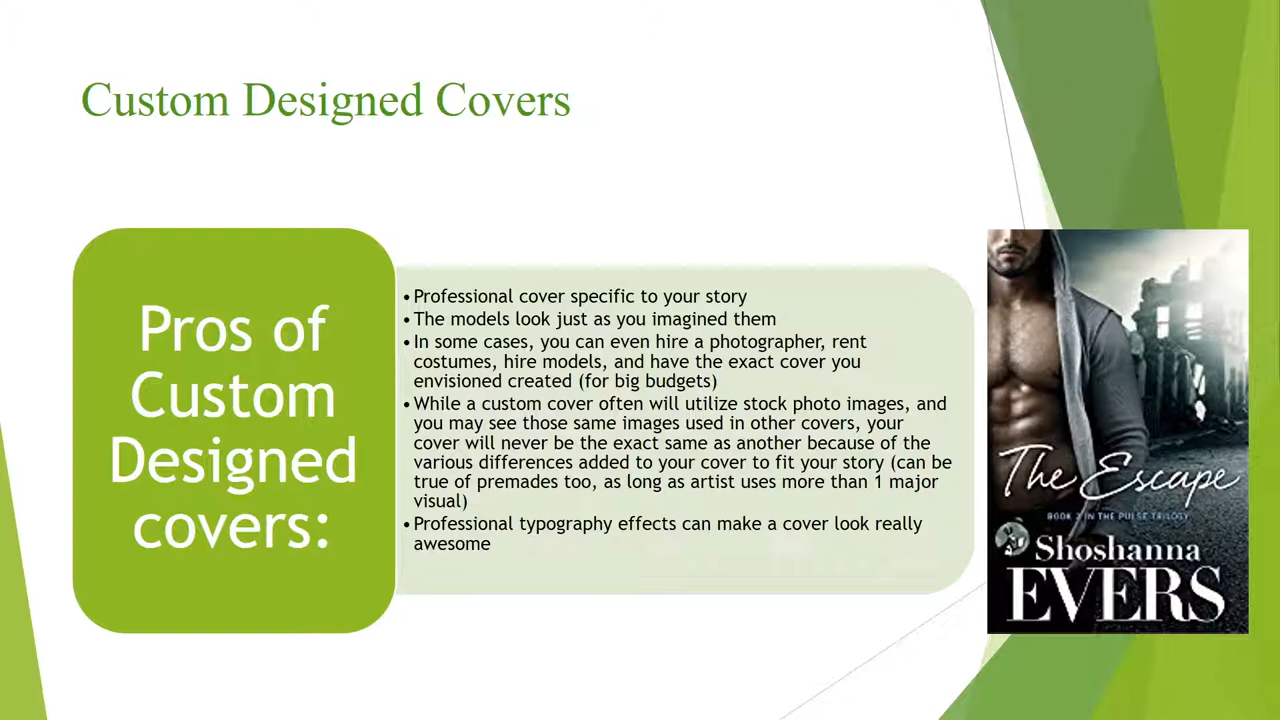 Custom Designed Covers
Pros of
Custom
Designed
covers:
•Professional cover specific to your story
•The models look just as you imagined them
•In some cases, you can even hire a photographer, rent
costumes, hire models, and have the exact cover you
envisioned created (for big budgets)
•While a custom cover often will utilize stock photo images, and
you may see those same images used in other covers, your
cover will never be the exact same as another because of the
various differences added to your cover to fit your story (can be
true of premades too, as long as artist uses more than 1 major
visual)
•Professional typography effects can make a cover look really
awesome
The Escape
BOOK 2 IN THE PULSE TRILOGY
Shoshanna
EVERS